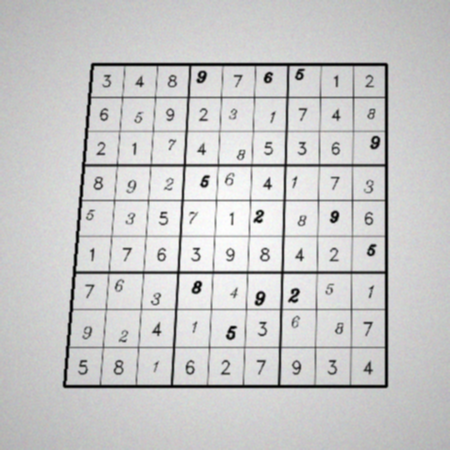 3 4 8 9 7 6 5 1 2
6 5 9 2 3 1 7 4 8
2 1 7 4 8 5 3 6 9
8 9 2 5 6 4 1 7 3
5 3 5 7 1 2 8 9 6
1 7 6 3 9 8 4 2 5
7 6 3 8 4 9 2 5 1
9 2 4 1 5 3 6 8 7
5 8 1 6 2 7 9 3 4